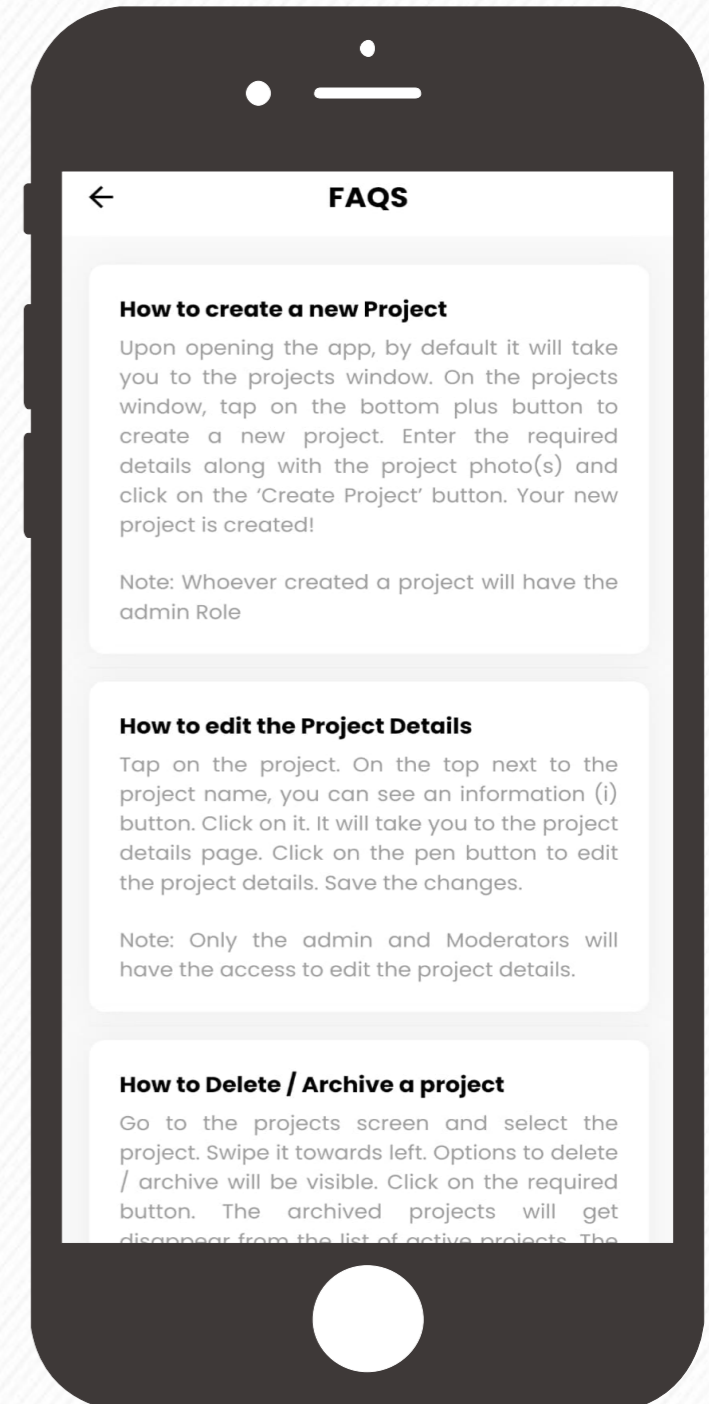 FAQS
How to create a new Project
Upon opening the app, by default it will take
you to the projects window. On the projects
window, tap on the bottom plus button to
create a new project. Enter the required
details along with the project photo(s) and
click on the ‘Create Project’ button. Your new
project is created!
Note: Whoever created a project will have the
admin Role
How to edit the Project Details
Tap on the project. On the top next to the
project name, you can see an information (i)
button. Click on it. It will take you to the project
details page. Click on the pen button to edit
the project details. Save the changes.
Note: Only the admin and Moderators will
have the access to edit the project details.
How to Delete / Archive a project
Go to the projects screen and select the
project. Swipe it towards left. Options to delete
/ archive will be visible. Click on the required
button. The archived projects will get
disappear from the list of active projects. The